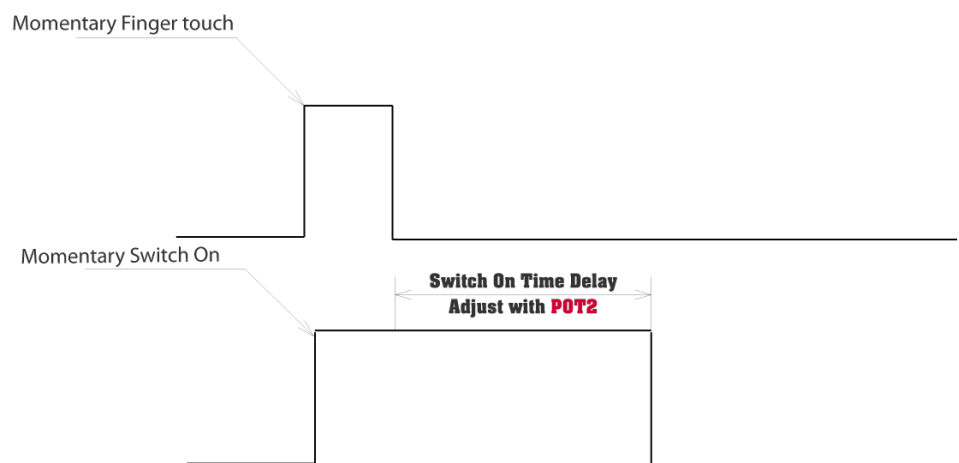 Momentary Finger touch
Momentary Switch On
Switch On Time Delay
Adjust with POT2